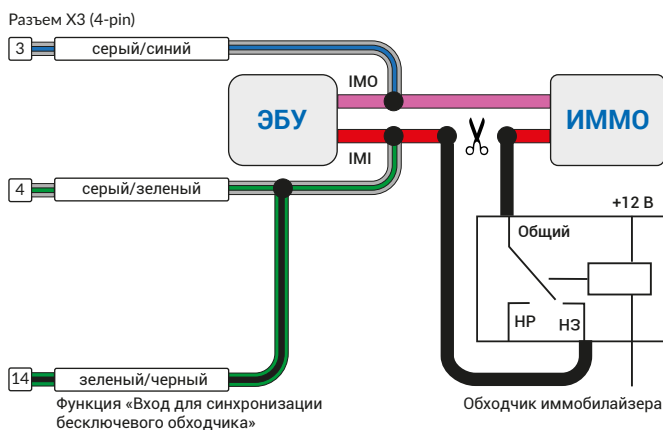 Разъем X3 (4-pin)
3
серый/синий
IMO
ЭБУ
ИММО
IMI
4
серый/зеленый
+12 В
Общий
НР
НЗ
14
зеленый/черный
Функция «Вход для синхронизации
бесключевого обходчика»
Обходчик иммобилайзера